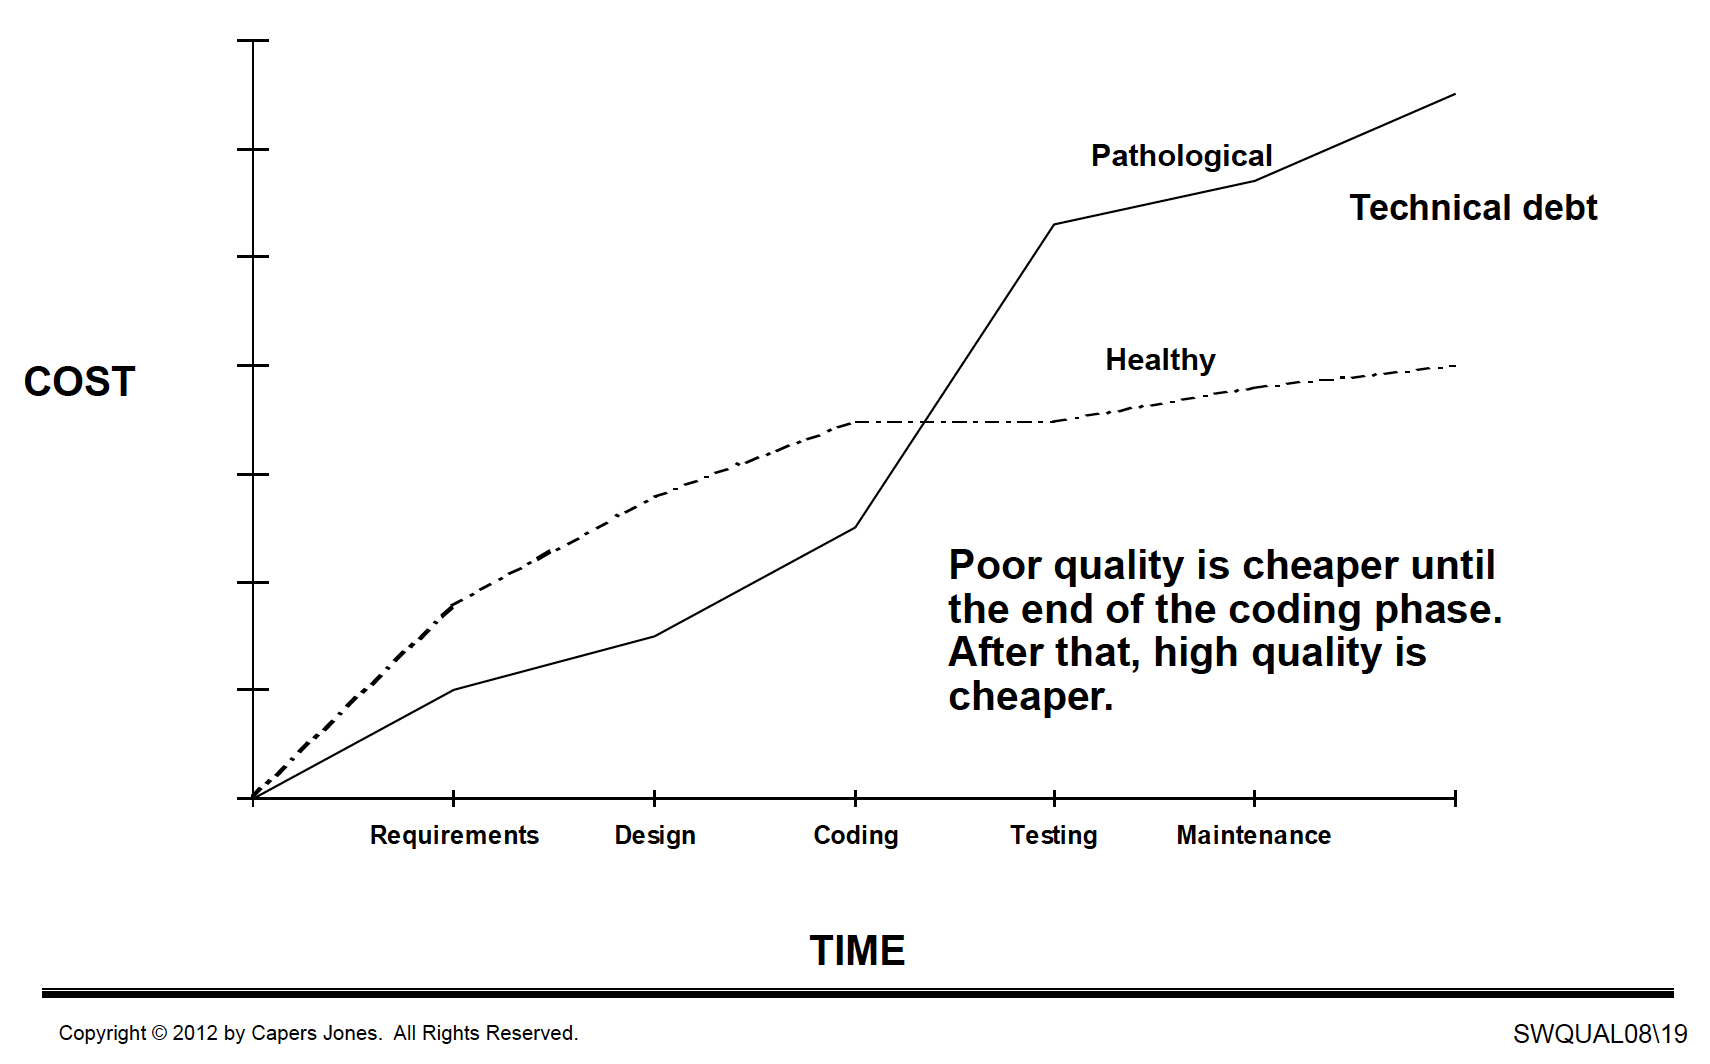 Pathological
Technical debt
Healthy
COST
Poor quality is cheaper until
the end of the coding phase.
After that, high quality is
cheaper.
Requirements Design Coding Testing Maintenance
TIME
Copyright © 2012 by Capers Jones. All Rights Reserved.
SWQUAL08\19